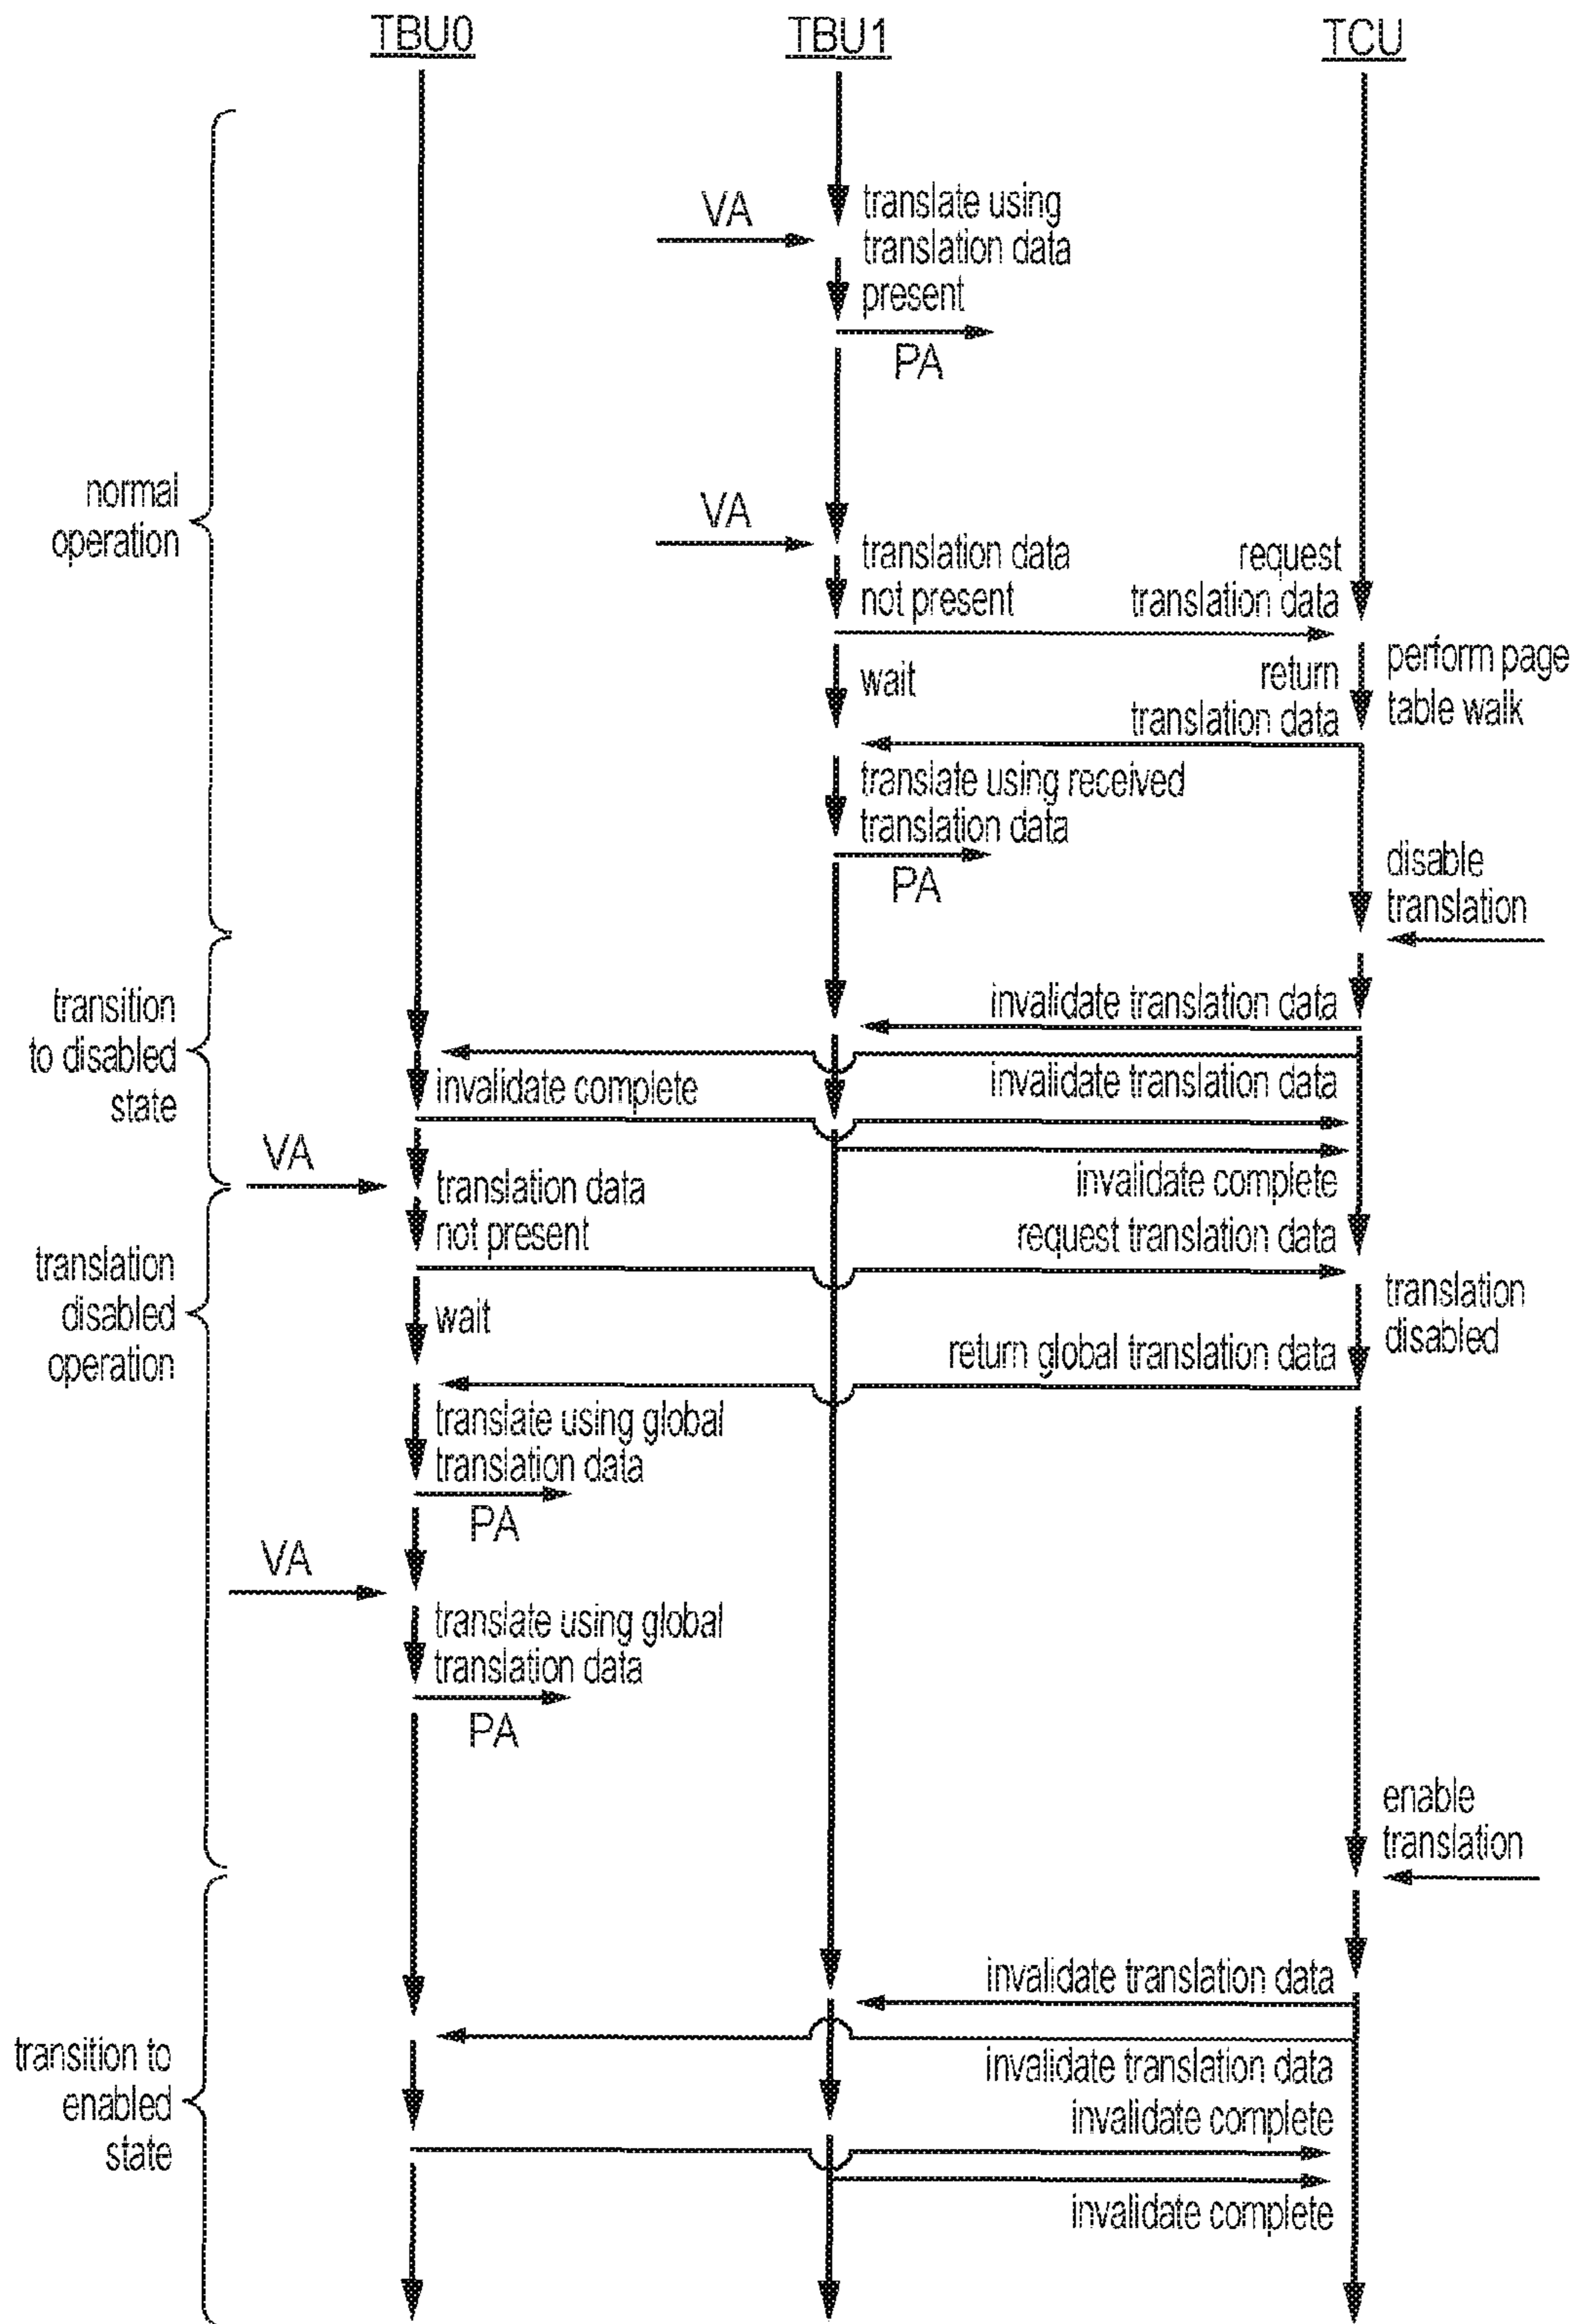 TBU0
TBU1
TCU
VA
translate using
translation data
present
PA
normal
operation
VA
translation data
not present
request
translation data
wait
perform page
table walk
return
translation data
translate using received
translation data
PA
disable
translation
transition
to disabled
state
invalidate translation data
invalidate translation data
invalidate complete
invalidate complete
VA
translation data
not present
request translation data
translation
disabled
operation
wait
translation
disabled
return global translation data
translate using global
translation data
PA
VA
translate using global
translation data
PA
enable
translation
transition to
enabled
state
invalidate translation data
invalidate translation data
invalidate complete
invalidate complete